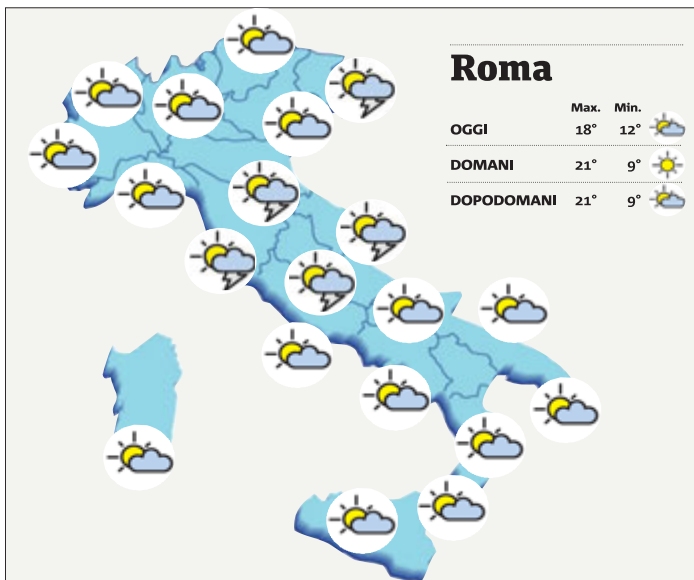 Roma
Max. Min.
OGGI 18° 12°
DOMANI 21° 9°
DOPODOMANI 21° 9°